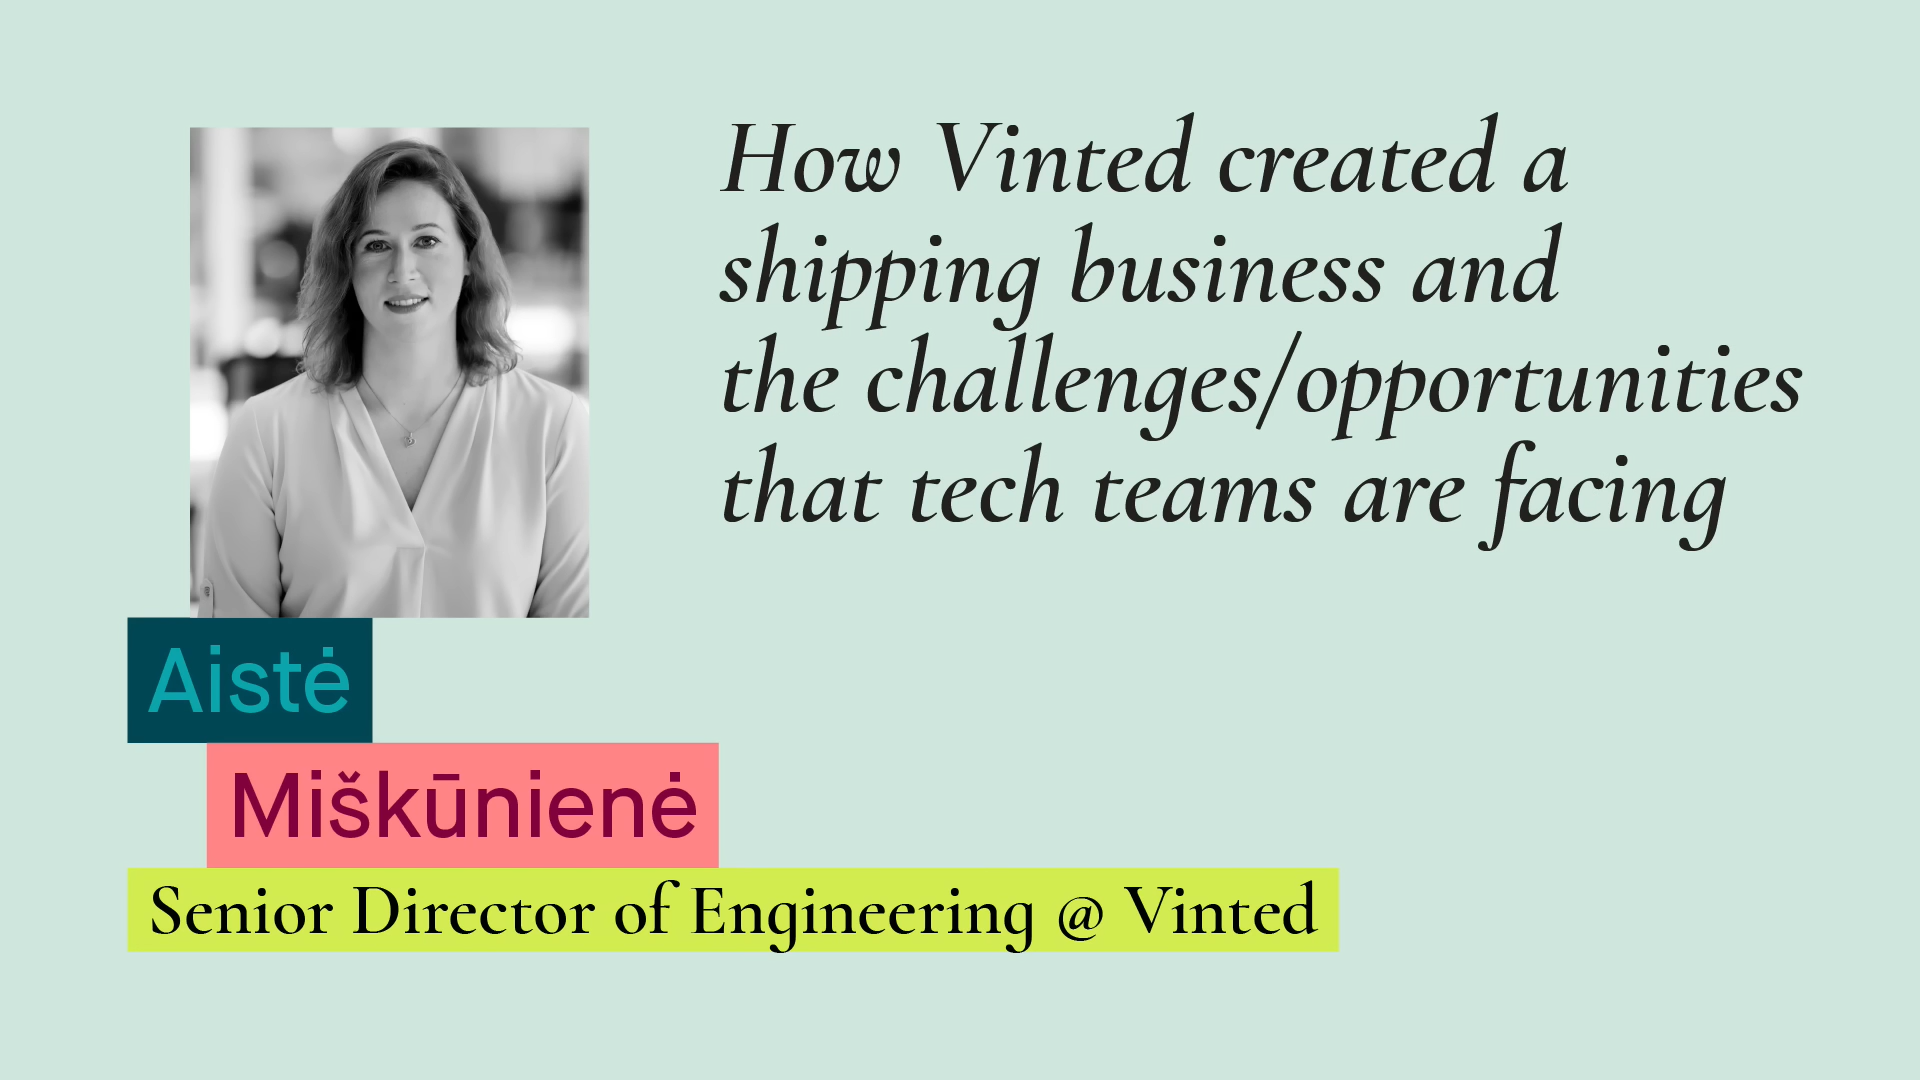 How Vinted created a
shipping business and
the challenges/opportunities
that tech teams are facing
Aistė
Miškūnienė
Senior Director of Engineering @ Vinted